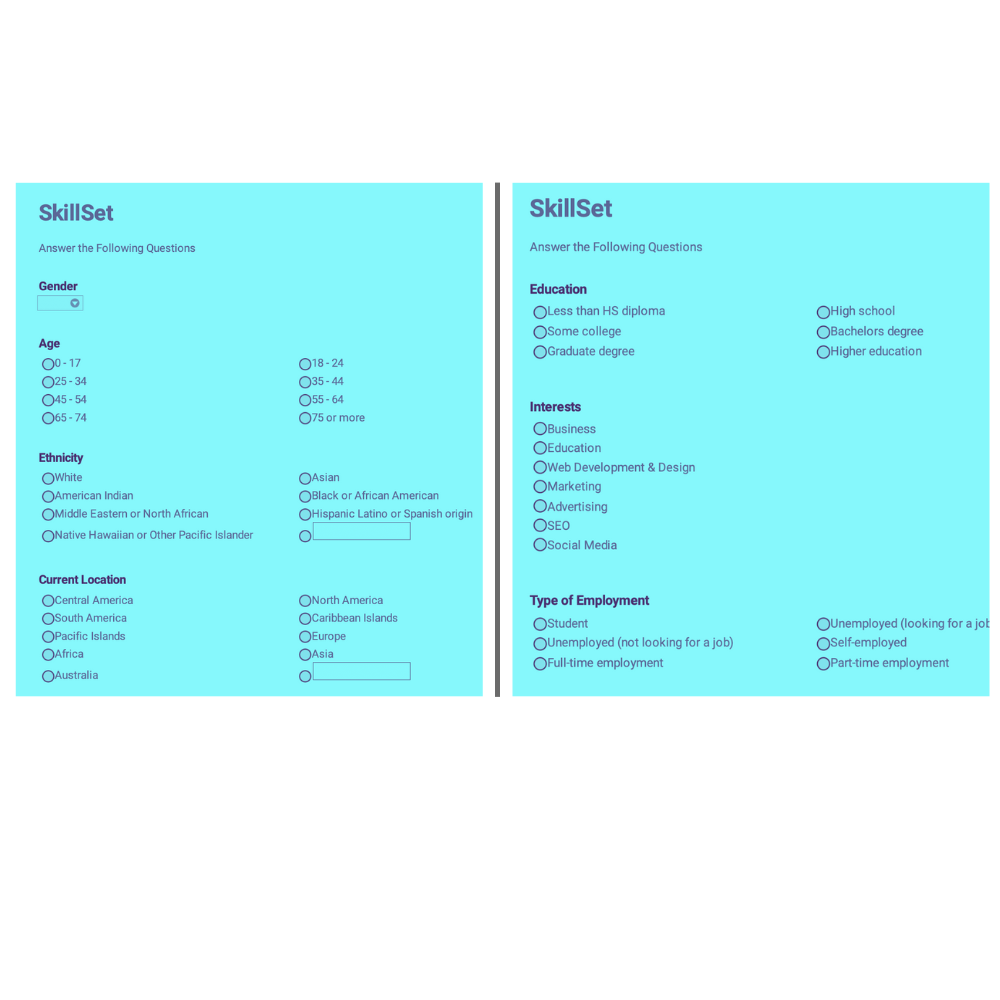 SkillSet
Answer the Following Questions
Gender
Age
0 - 17
18 - 24
25 - 34
35 - 44
45 - 54
55 - 64
65 - 74
75 or more
Ethnicity
White
Asian
American Indian
Black or African American
Middle Eastern or North African
Hispanic Latino or Spanish origin
Native Hawaiian or Other Pacific Islander
Current Location
Central America
North America
South America
Caribbean Islands
Pacific Islands
Europe
Africa
Asia
Australia
SkillSet
Answer the Following Questions
Education
Less than HS diploma
High school
Some college
Bachelors degree
Graduate degree
Higher education
Interests
Business
Education
Web Development & Design
Marketing
Advertising
SEO
Social Media
Type of Employment
Student
Unemployed (looking for a job
Unemployed (not looking for a job)
Self-employed
Full-time employment
Part-time employment